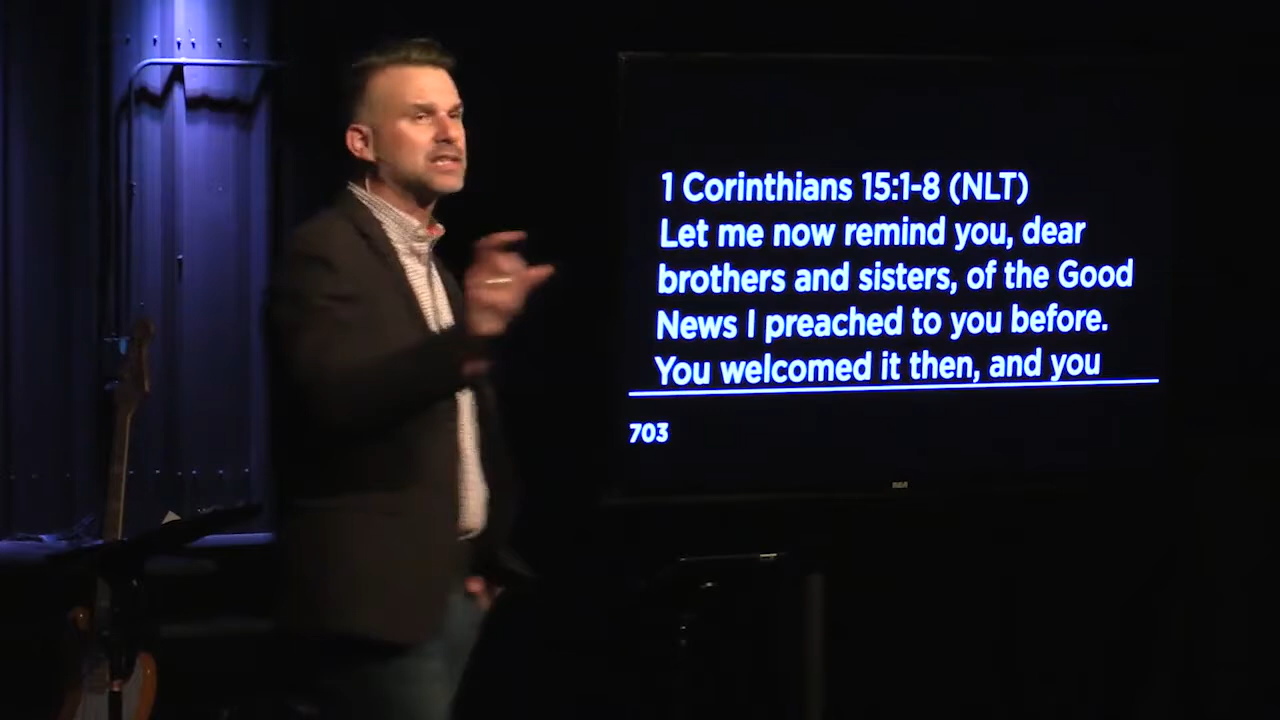 1 Corinthians 15:1-8 (NLT)
Let me now remind you, dear
brothers and sisters, of the Good
News I preached to you before.
You welcomed it then, and you
703
RCA